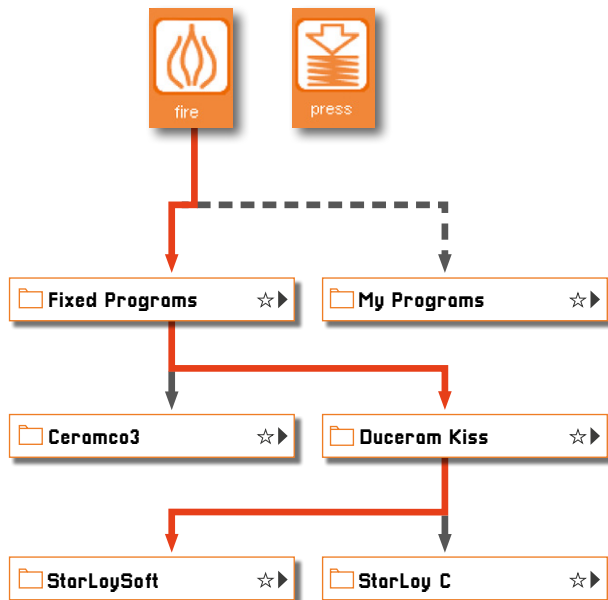 fire
press
Fixed Programs
My Programs
Ceramco3
Duceram Kiss
StarLoySoft
StarLoy C